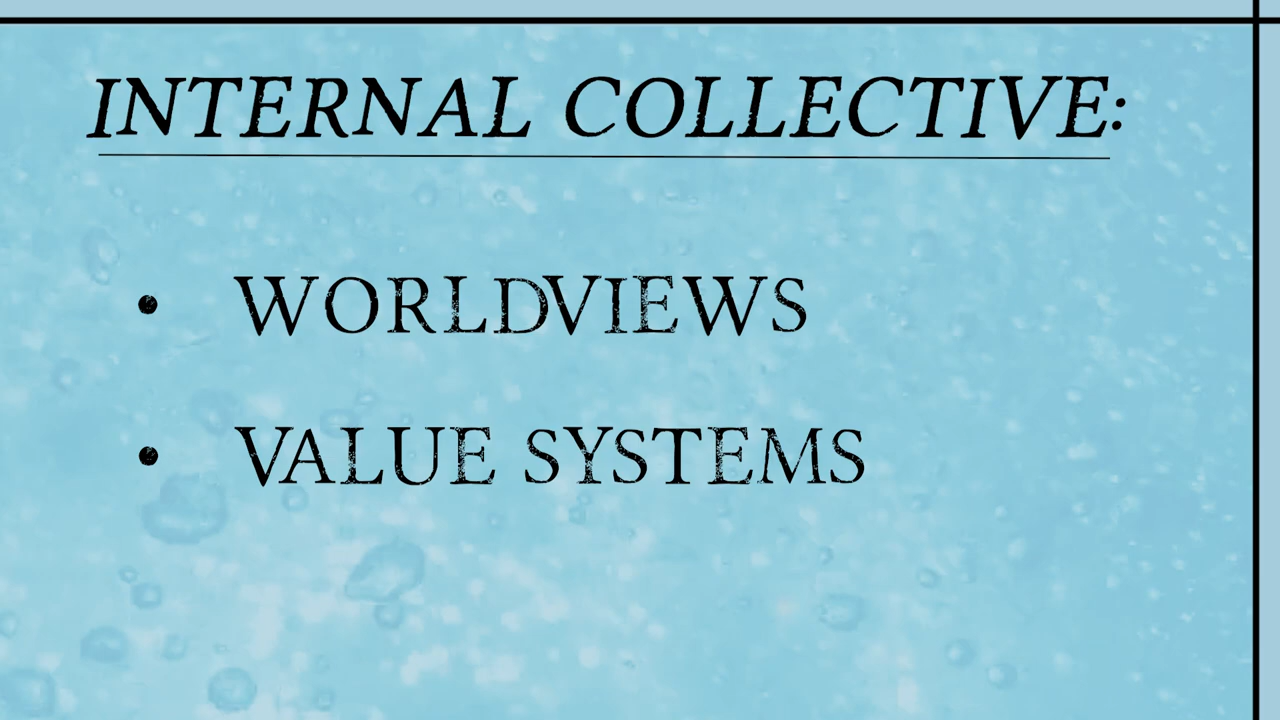 INTERNAL COLLECTIVE:
• WORLDVIEWS
• VALUE SYSTEMS